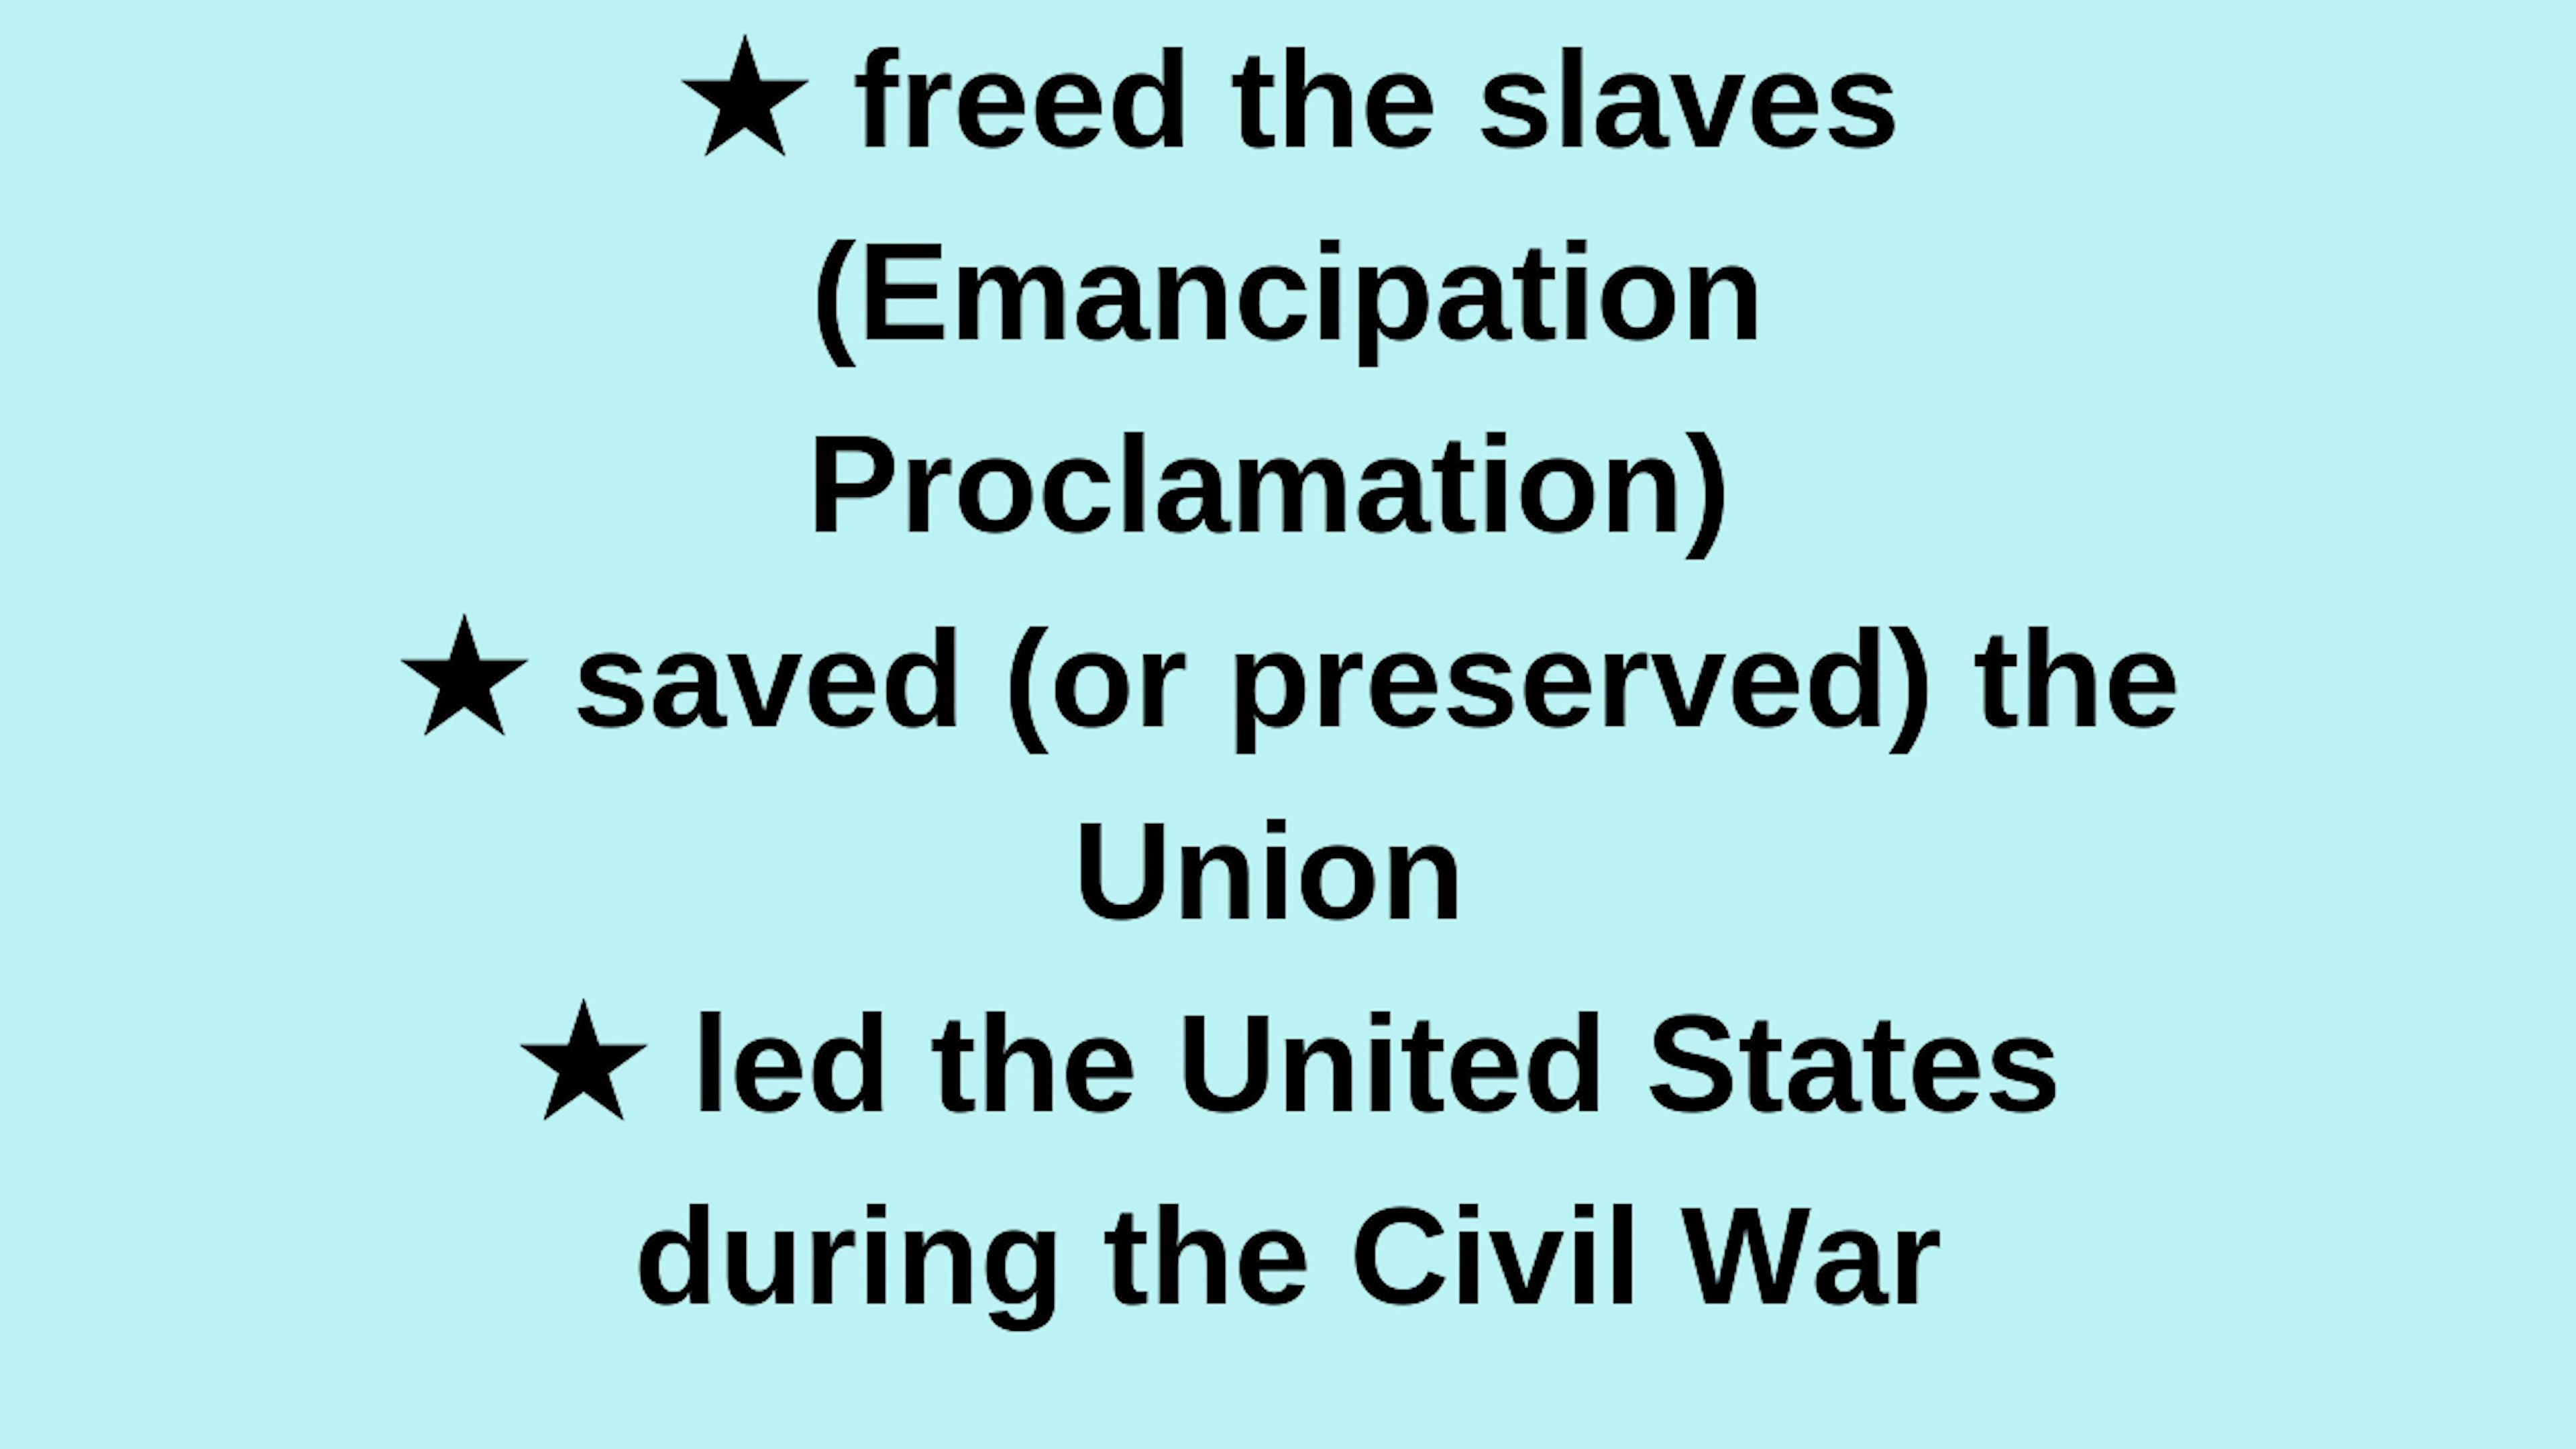 ★ freed the slaves
(Emancipation
Proclamation)
★ saved (or preserved) the
Union
★ led the United States
during the Civil War